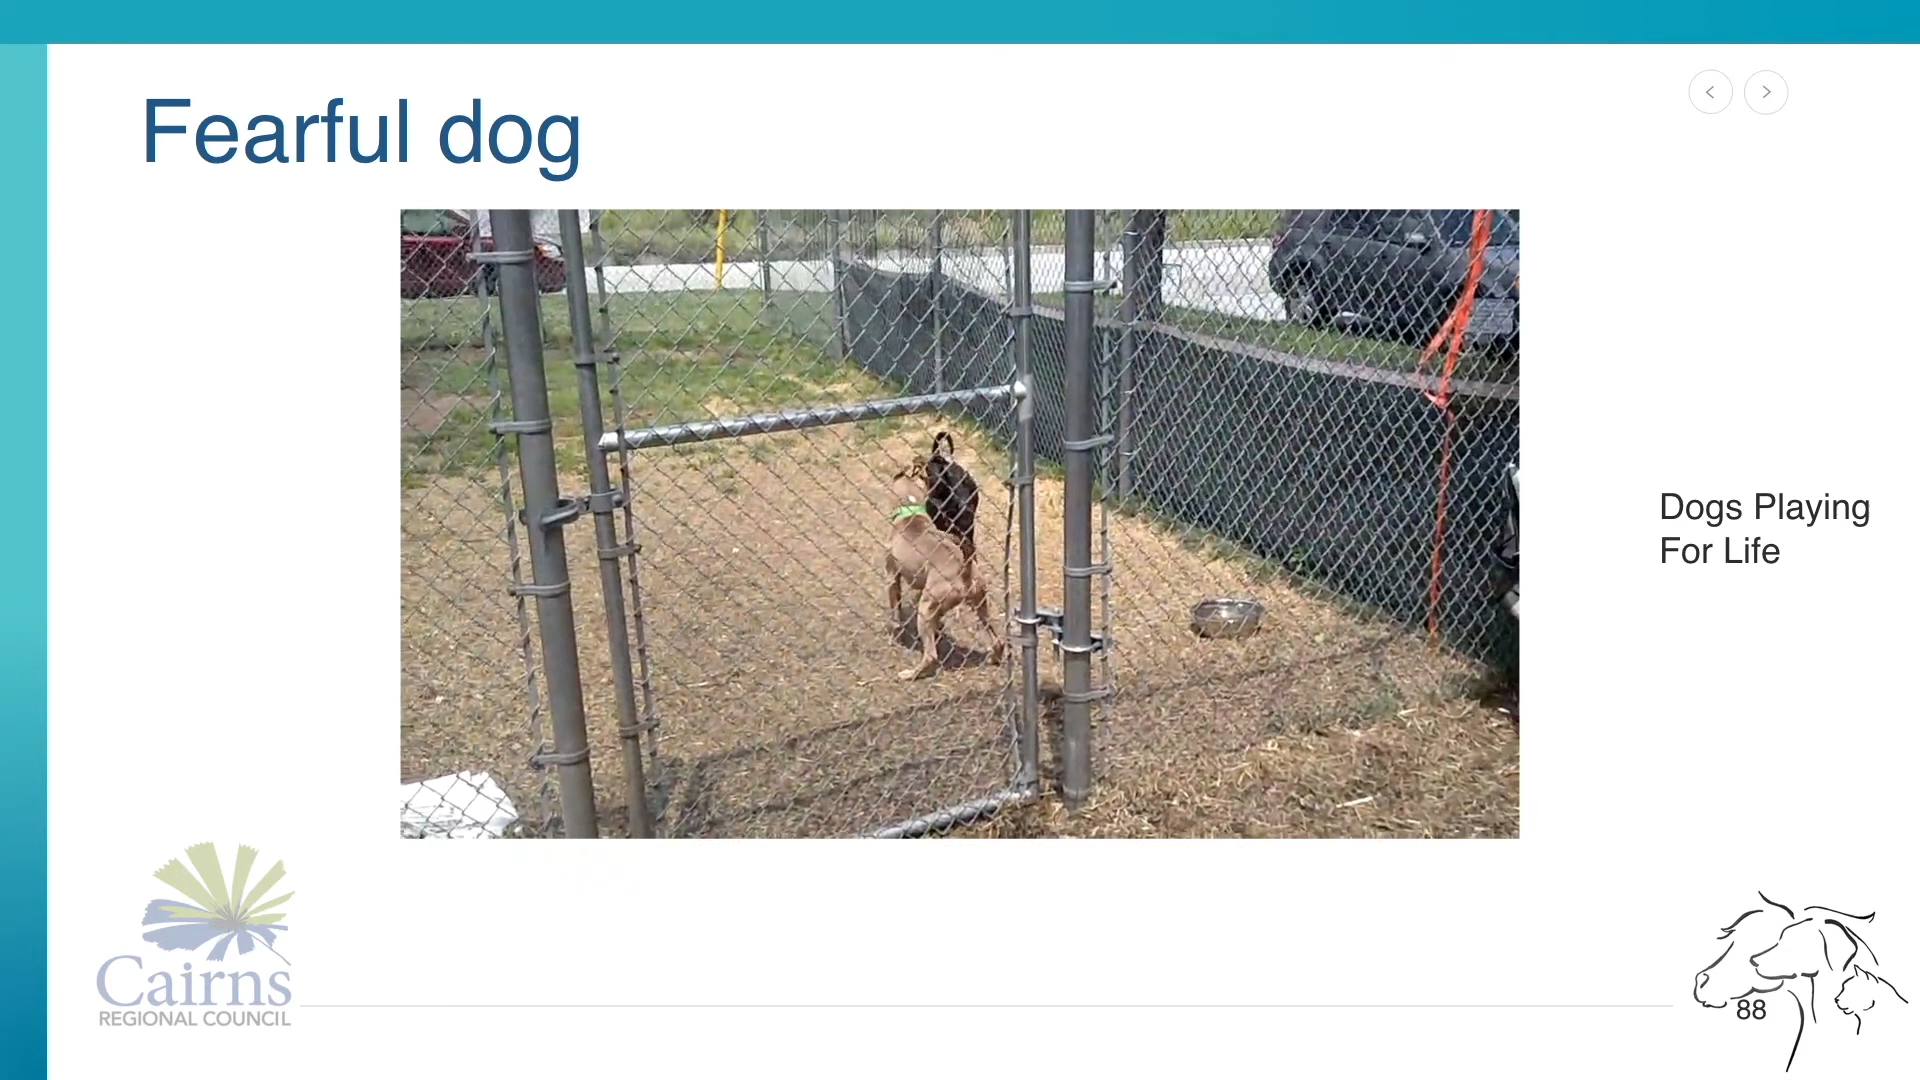 Fearful dog
Dogs Playing
For Life
Cairns
REGIONAL COUNCIL
88